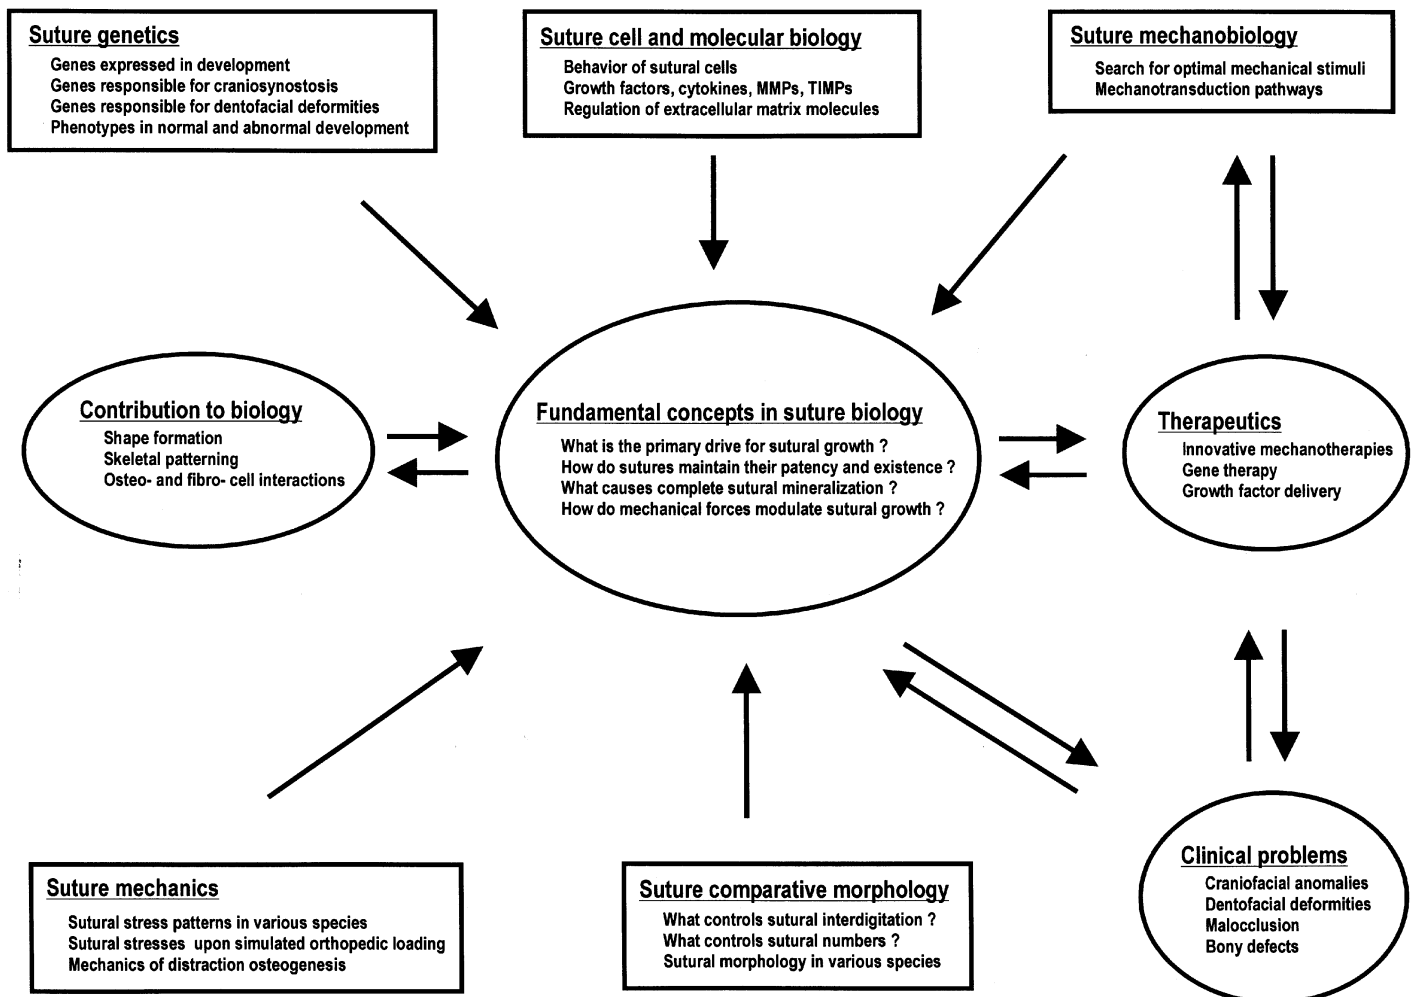 Suture genetics
Genes expressed in development
Genes responsible for craniosynostosis
Genes responsible for dentofacial deformities
Phenotypes in normal and abnormal development
Suture cell and molecular biology
Behavior of sutural cells
Growth factors, cytokines, MMPs, TIMPs
Regulation of extracellular matrix molecules
Suture mechanobiology
Search for optimal mechanical stimuli
Mechanotransduction pathways
Contribution to biology
Shape formation
Skeletal patterning
Osteo- and fibro- cell interactions
Fundamental concepts in suture biology
What is the primary drive for sutural growth ?
How do sutures maintain their patency and existence ?
What causes complete sutural mineralization ?
How do mechanical forces modulate sutural growth ?
Therapeutics
Innovative mechanotherapies
Gene therapy
Growth factor delivery
Suture mechanics
Sutural stress patterns in various species
Sutural stresses upon simulated orthopedic loading
Mechanics of distraction osteogenesis
Suture comparative morphology
What controls sutural interdigitation ?
What controls sutural numbers ?
Sutural morphology in various species
Clinical problems
Craniofacial anomalies
Dentofacial deformities
Malocclusion
Bony defects